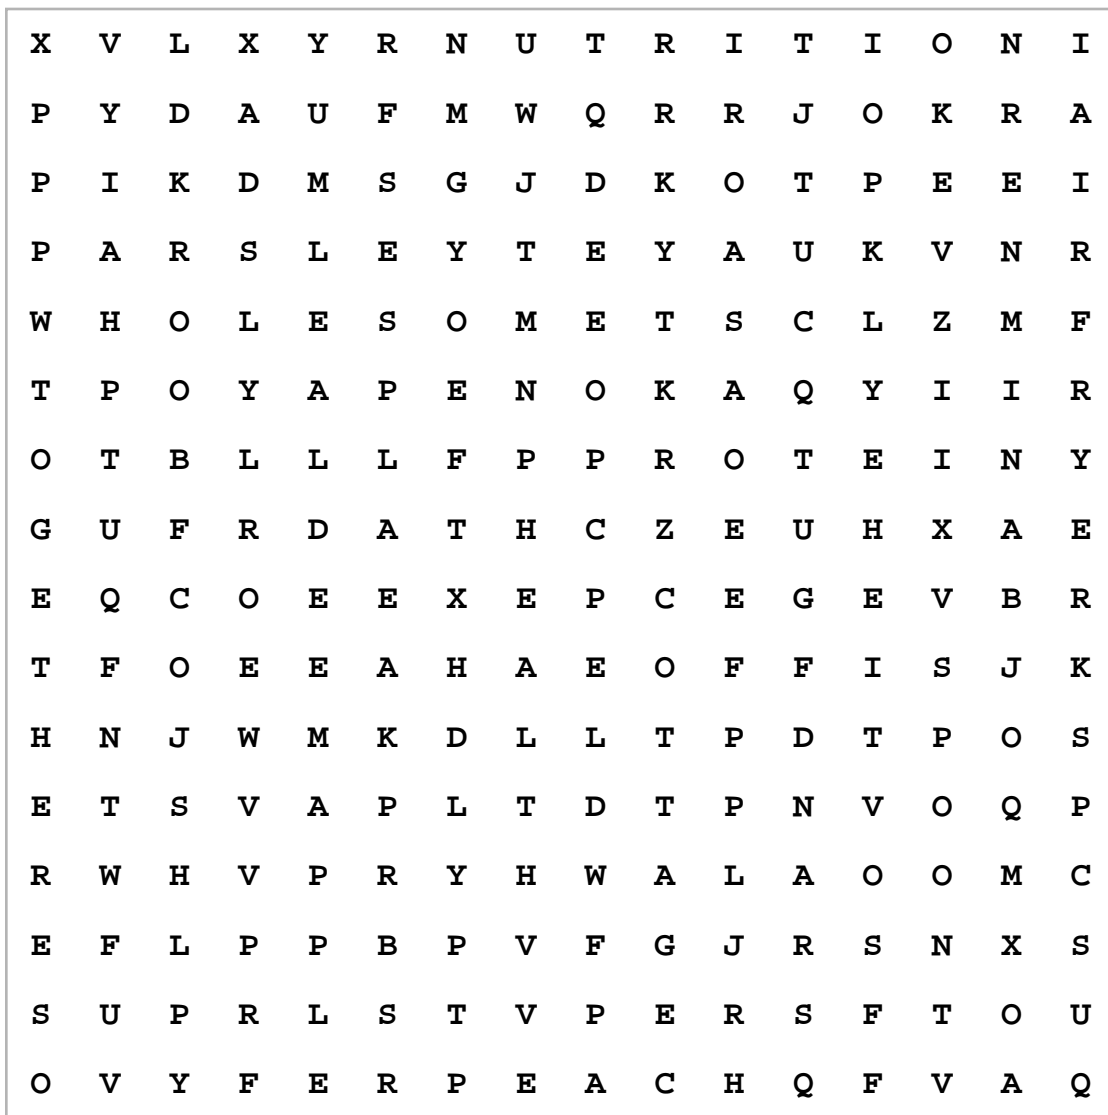 X V L X Y R N U T R I T I O N I
P Y D A U F M W Q R R J O K R A
P I K D M S G J D K O T P E E I
P A R S L E Y T E Y A U K V N R
W H O L E S O M E T S C L Z M F
T P O Y A P E N O K A Q Y I I R
O T B L L L F P P R O T E I N Y
G U F R D A T H C Z E U H X A E
E Q C O E E X E P C E G E V B R
T F O E E A H A E O F F I S J K
H N J W M K D L L T P D T P O S
E T S V A P L T D T P N V O Q P
R W H V P R Y H W A L A O O M C
E F L P P B P V F G J R S N X S
S U P R L S T V P E R S F T O U
O V Y F E R P E A C H Q F V A Q